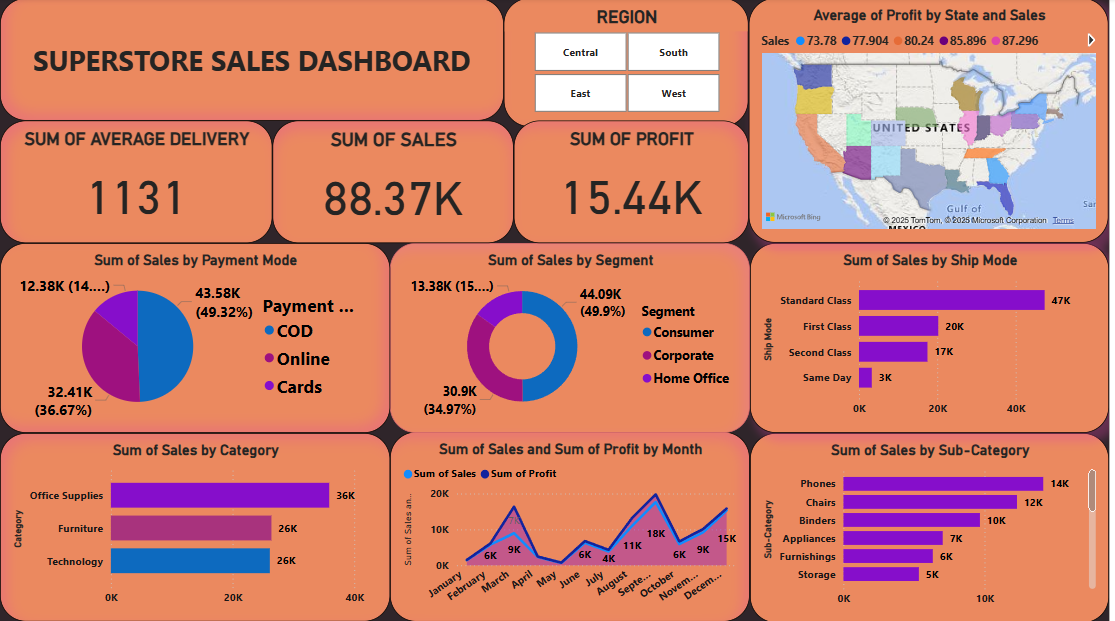 SUPERSTORE SALES DASHBOARD
REGION
Central
South
East
West
Average of Profit by State and Sales
Sales 73.78 77.904 80.24 85.896 87.296
UNITED STATES
Gulf of
Microsoft Bing
© 2025 TomTom, © 2025 Microsoft Corporation Terms
MEXICO
SUM OF AVERAGE DELIVERY
1131
SUM OF SALES
88.37K
SUM OF PROFIT
15.44K
Sum of Sales by Payment Mode
12.38K (14....)
43.58K
(49.32%)
32.41K
(36.67%)
Payment ...
COD
Online
Cards
Sum of Sales by Segment
13.38K (15....)
44.09K
(49.9%)
30.9K
(34.97%)
Segment
Consumer
Corporate
Home Office
Sum of Sales by Ship Mode
Ship Mode
Standard Class 47K
First Class 20K
Second Class 17K
Same Day 3K
0K 20K 40K
Sum of Sales by Category
Category
Office Supplies 36K
Furniture 26K
Technology 26K
0K 20K 40K
Sum of Sales and Sum of Profit by Month
Sum of Sales Sum of Profit
Sum of Sales an...
20K
10K
0K
6K 9K 6K 4K 11K 18K 6K 9K 15K
January February March April May June July August Septe... October Novem... Decem...
Sum of Sales by Sub-Category
Sub-Category
Phones 14K
Chairs 12K
Binders 10K
Appliances 7K
Furnishings 6K
Storage 5K
0K 10K